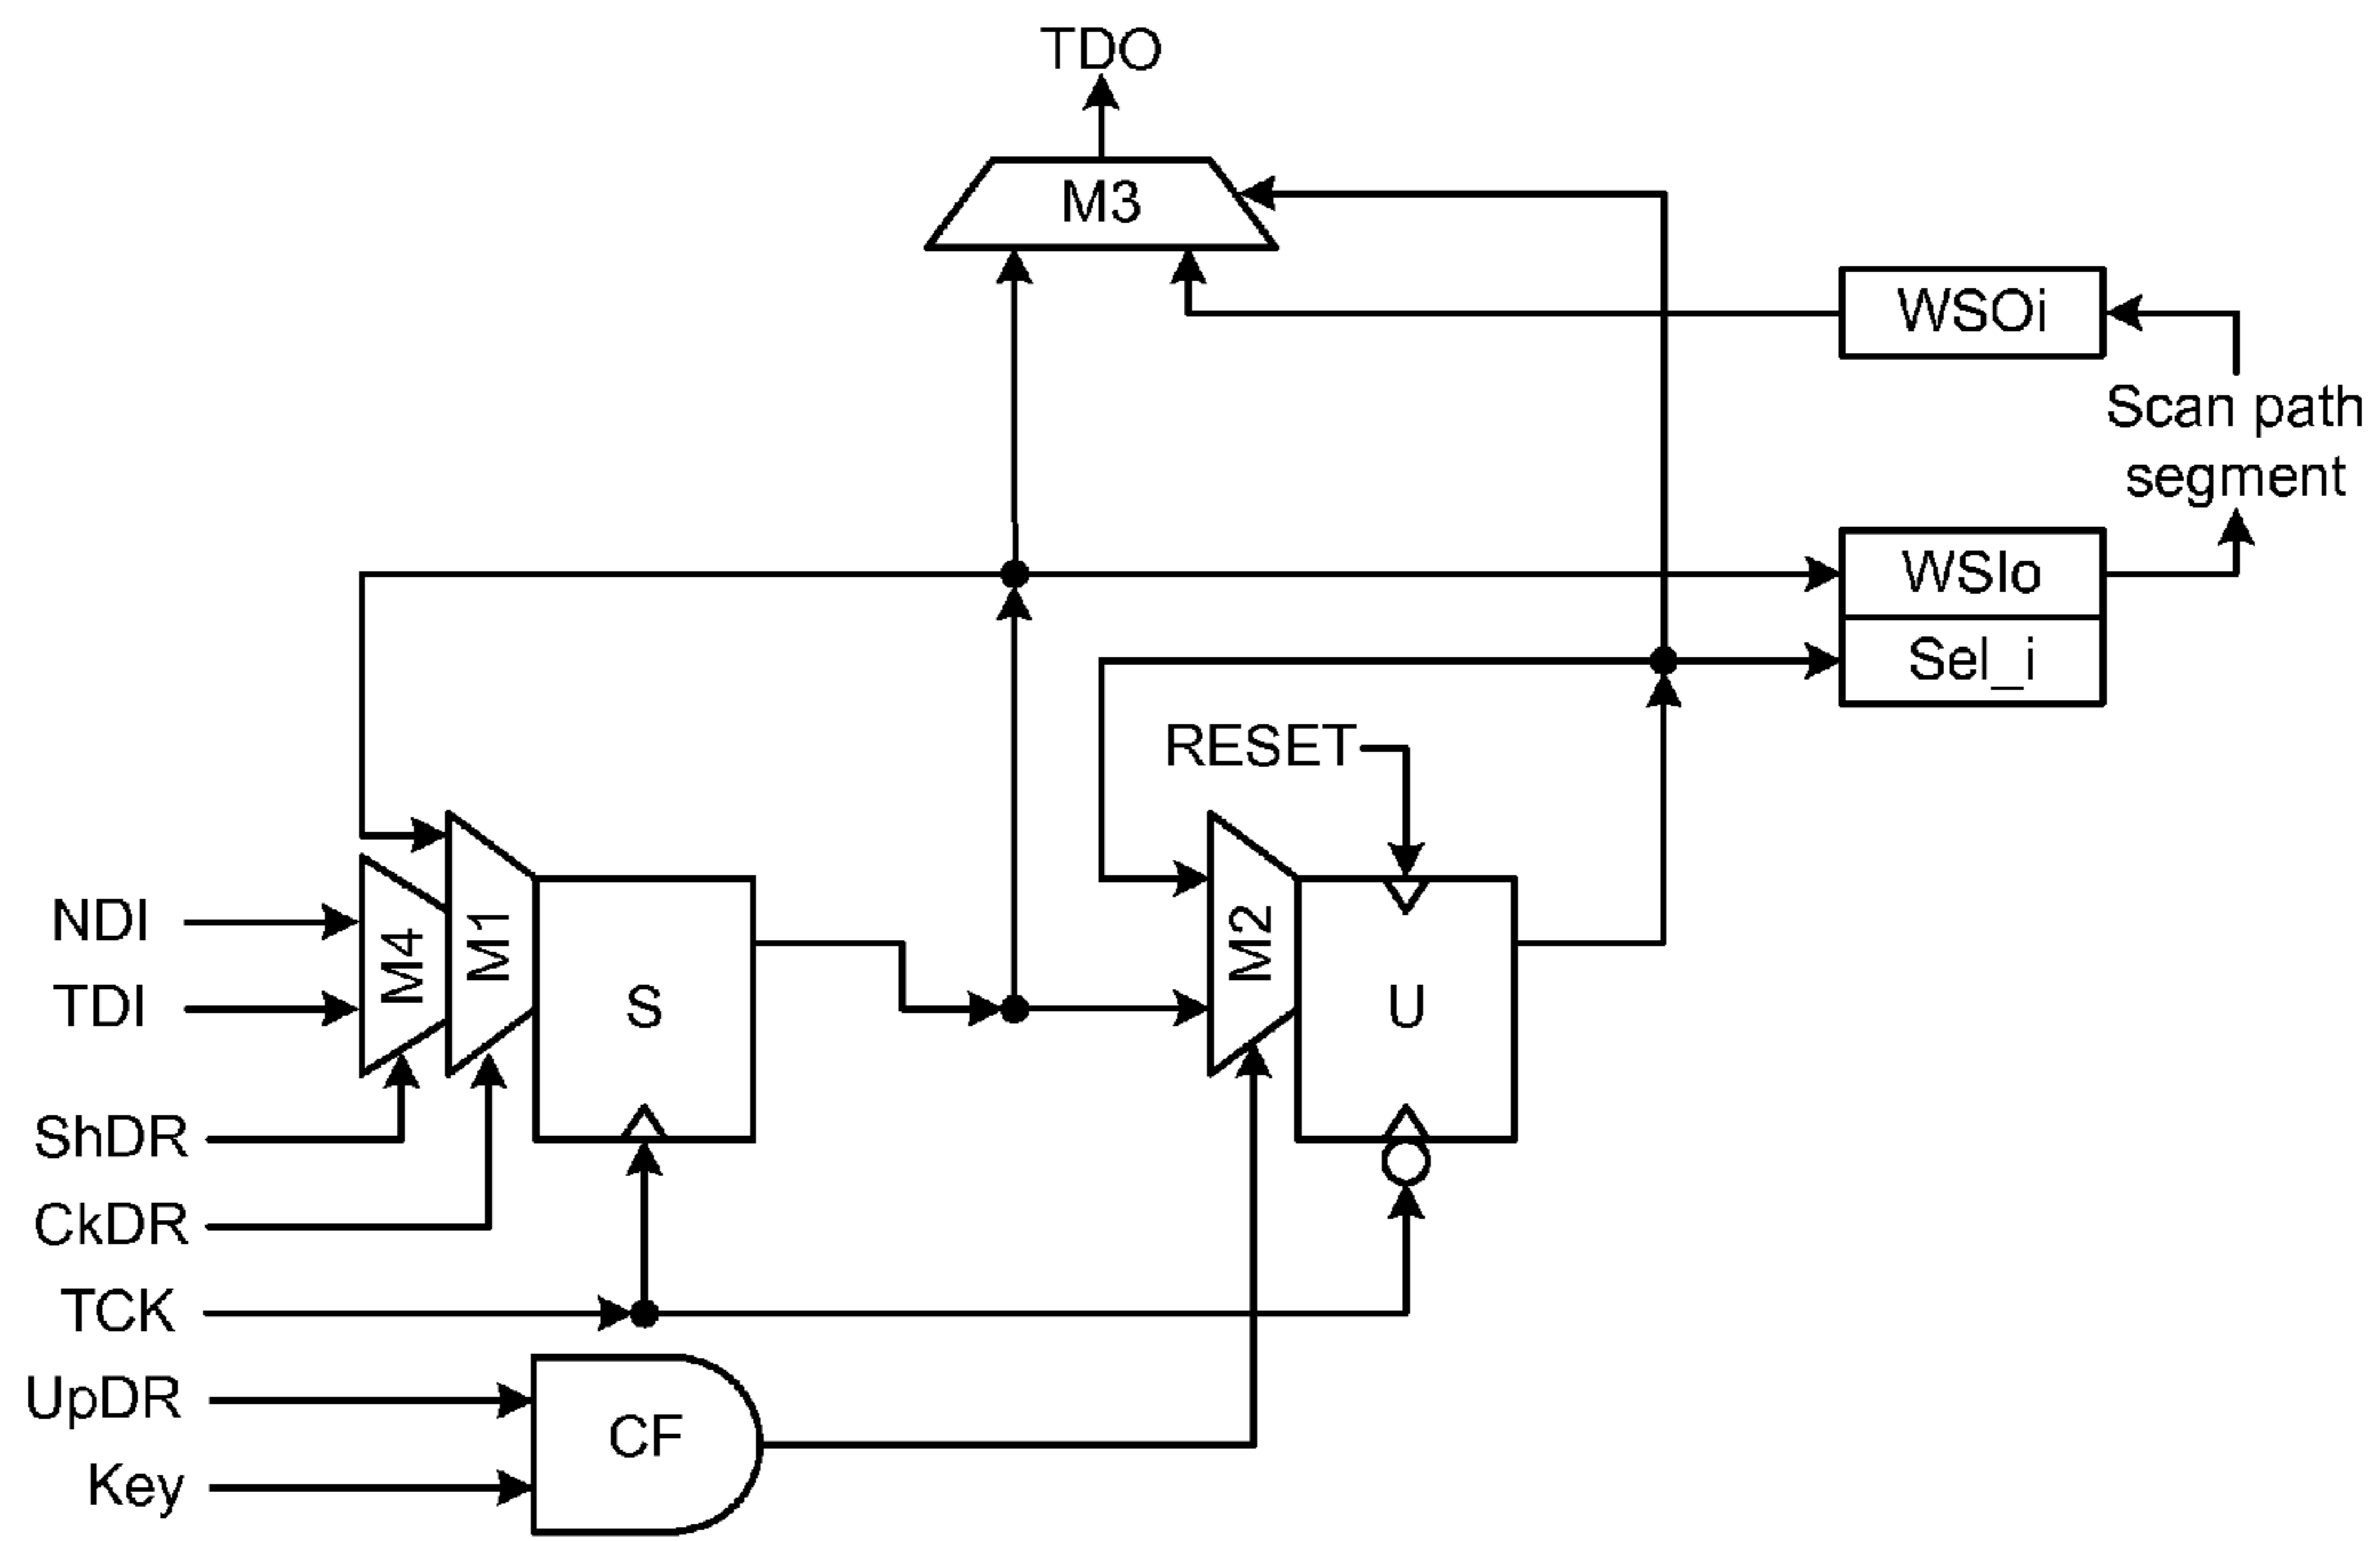 TDO
M3
WSOi
Scan path
segment
WSIo
Sel_i
RESET
NDI
TDI
M4
M1
S
M2
U
ShDR
CkDR
TCK
UpDR
CF
Key